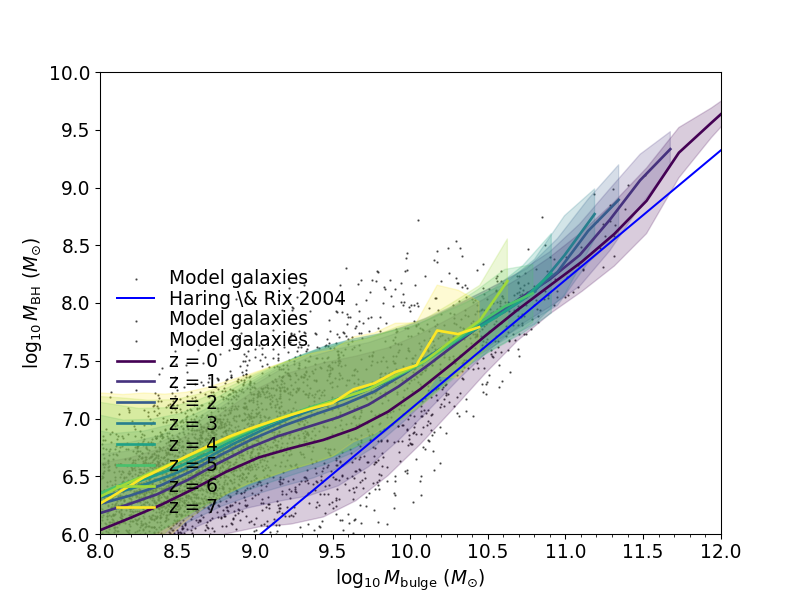 10.0
9.5
9.0
8.5
8.0
7.5
7.0
6.5
6.0
log₁₀ M_BH (M⊙)
Model galaxies
Haring \& Rix 2004
Model galaxies
Model galaxies
z = 0
z = 1
z = 2
z = 3
z = 4
z = 5
z = 6
z = 7
8.0 8.5 9.0 9.5 10.0 10.5 11.0 11.5 12.0
log₁₀ M_bulge (M⊙)